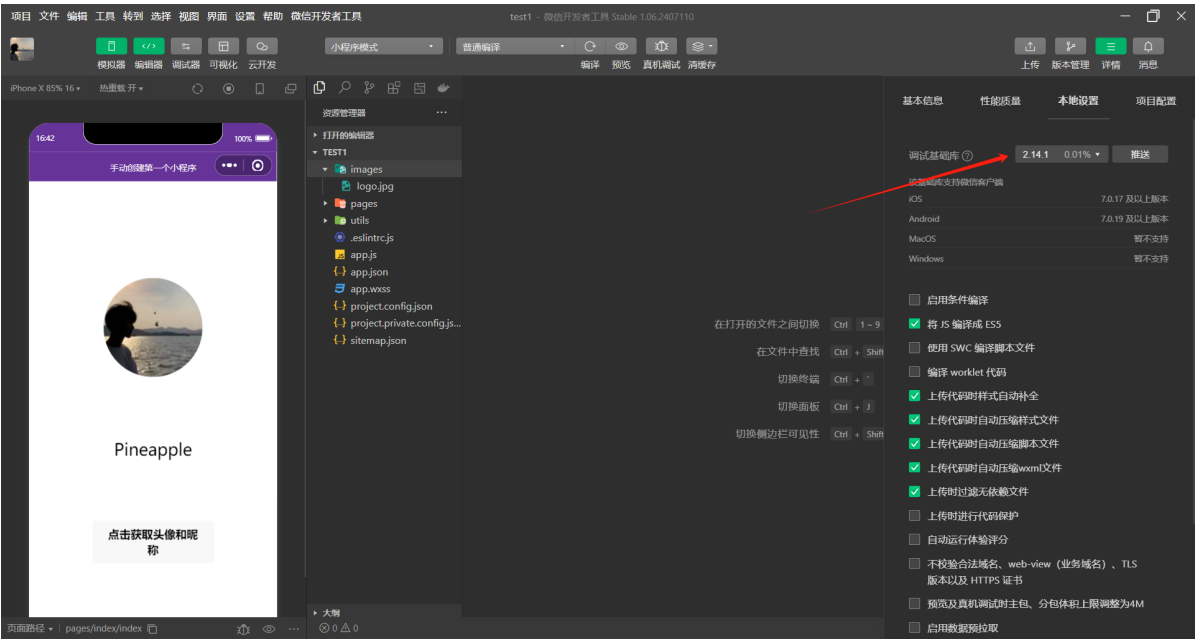 项目 文件 编辑 工具 转到 选择 视图 界面 设置 帮助 微信开发者工具
test1 - 微信开发者工具 Stable 1.06.2407110
模拟器 编辑器 调试器 可视化 云开发
小程序模式
普通编译
编译 预览 真机调试 清缓存
上传 版本管理 详情 消息
iPhone X 85% 16
热重载 开
16:42
100%
手动创建第一个小程序
Pineapple
点击获取头像和昵
称
页面路径
pages/index/index
资源管理器
打开的编辑器
TEST1
images
logo.jpg
pages
utils
.eslintrc.js
app.js
app.json
app.wxss
project.config.json
project.private.config.js...
sitemap.json
大纲
0 0
在打开的文件之间切换 Ctrl 1 ~ 9
在文件中查找 Ctrl + Shift
切换终端 Ctrl + `
切换面板 Ctrl + J
切换侧边栏可见性 Ctrl + Shift
基本信息 性能质量 本地设置 项目配置
调试基础库 ? 2.14.1 0.01% 推送
该基础库支持微信客户端
iOS 7.0.17 及以上版本
Android 7.0.19 及以上版本
MacOS 暂不支持
Windows 暂不支持
启用条件编译
将 JS 编译成 ES5
使用 SWC 编译脚本文件
编译 worklet 代码
上传代码时样式自动补全
上传代码时自动压缩样式文件
上传代码时自动压缩脚本文件
上传代码时自动压缩wxml文件
上传时过滤无依赖文件
上传时进行代码保护
自动运行体验评分
不校验合法域名、web-view（业务域名）、TLS
版本以及 HTTPS 证书
预览及真机调试时主包、分包体积上限调整为4M
启用数据预拉取